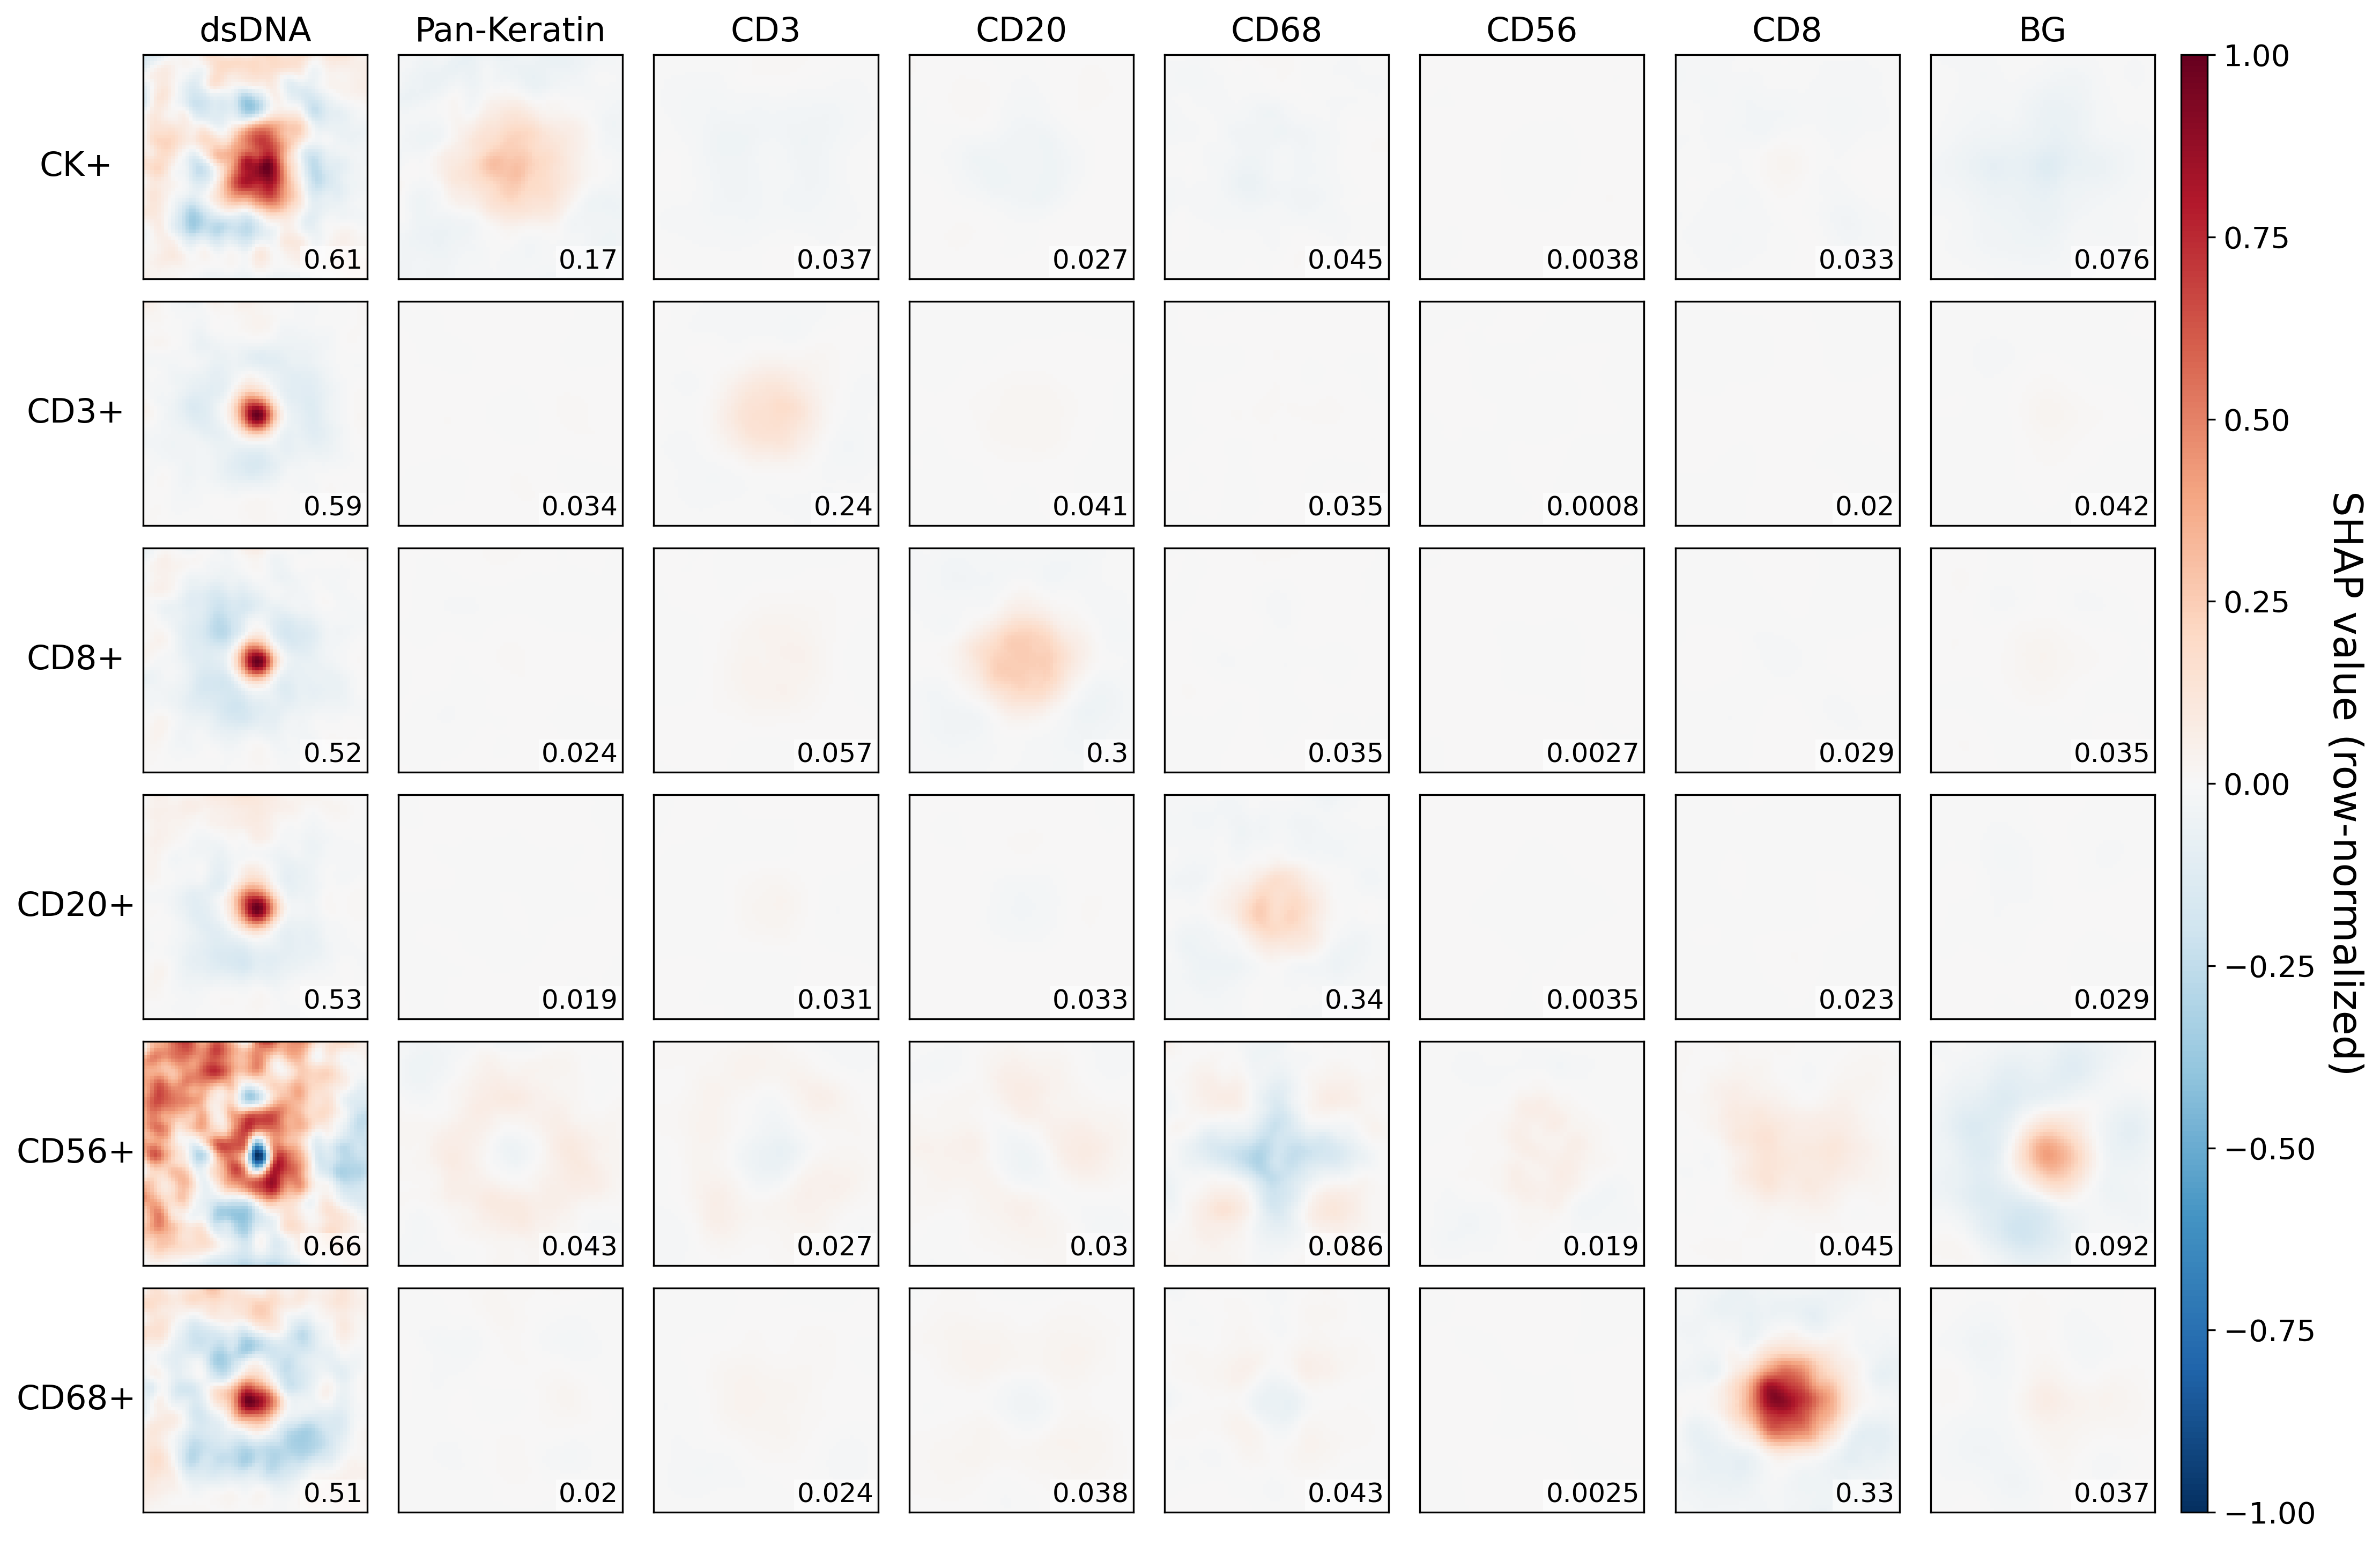 dsDNA Pan-Keratin CD3 CD20 CD68 CD56 CD8 BG
CK+ 0.61 0.17 0.037 0.027 0.045 0.0038 0.033 0.076
CD3+ 0.59 0.034 0.24 0.041 0.035 0.0008 0.02 0.042
CD8+ 0.52 0.024 0.057 0.3 0.035 0.0027 0.029 0.035
CD20+ 0.53 0.019 0.031 0.033 0.34 0.0035 0.023 0.029
CD56+ 0.66 0.043 0.027 0.03 0.086 0.019 0.045 0.092
CD68+ 0.51 0.02 0.024 0.038 0.043 0.0025 0.33 0.037
1.00
0.75
0.50
0.25
0.00
−0.25
−0.50
−0.75
−1.00
SHAP value (row-normalized)